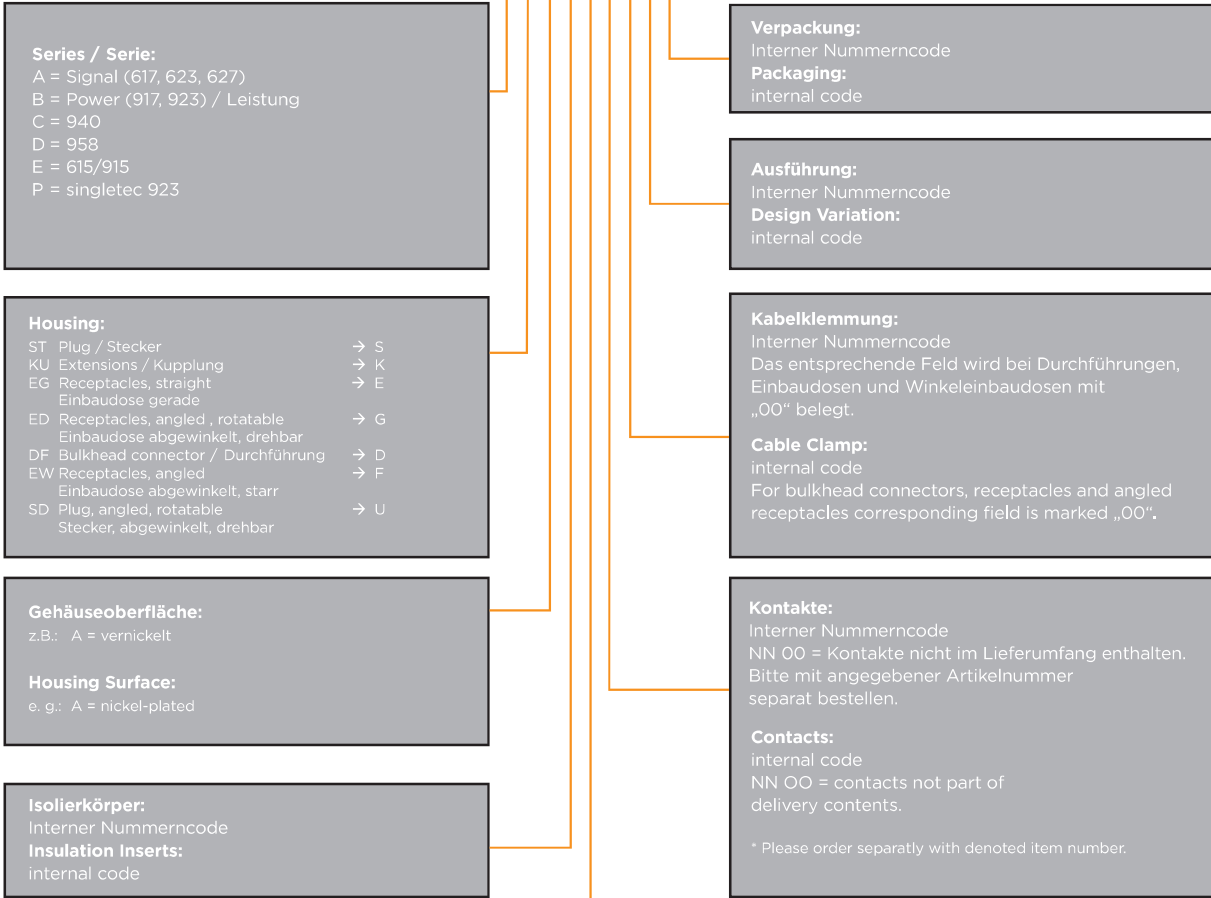 Series / Serie:
A = Signal (617, 623, 627)
B = Power (917, 923) / Leistung
C = 940
D = 958
E = 615/915
P = singletec 923
Housing:
ST Plug / Stecker → S
KU Extensions / Kupplung → K
EG Receptacles, straight → E
Einbaudose gerade
ED Receptacles, angled , rotatable → G
Einbaudose abgewinkelt, drehbar
DF Bulkhead connector / Durchführung → D
EW Receptacles, angled → F
Einbaudose abgewinkelt, starr
SD Plug, angled, rotatable → U
Stecker, abgewinkelt, drehbar
Gehäuseoberfläche:
z.B.: A = vernickelt
Housing Surface:
e. g.: A = nickel-plated
Isolierkörper:
Interner Nummerncode
Insulation Inserts:
internal code
Verpackung:
Interner Nummerncode
Packaging:
internal code
Ausführung:
Interner Nummerncode
Design Variation:
internal code
Kabelklemmung:
Interner Nummerncode
Das entsprechende Feld wird bei Durchführungen,
Einbaudosen und Winkeleinbaudosen mit
„00“ belegt.
Cable Clamp:
internal code
For bulkhead connectors, receptacles and angled
receptacles corresponding field is marked „00“.
Kontakte:
Interner Nummerncode
NN 00 = Kontakte nicht im Lieferumfang enthalten.
Bitte mit angegebener Artikelnummer
separat bestellen.
Contacts:
internal code
NN OO = contacts not part of
delivery contents.
* Please order separatly with denoted item number.